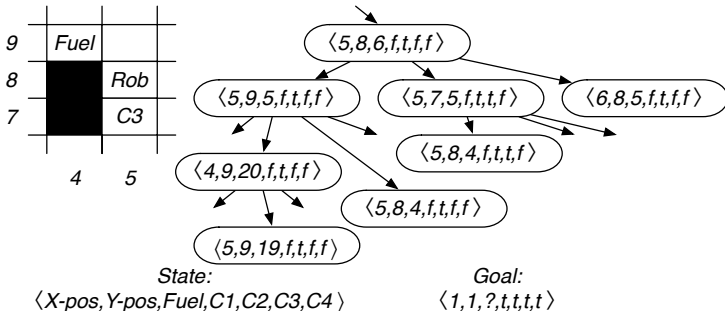 9 Fuel
8 Rob
7 C3
4 5
⟨5,8,6,f,t,f,f⟩
⟨5,9,5,f,t,f,f⟩ ⟨5,7,5,f,t,t,f⟩ ⟨6,8,5,f,t,f,f⟩
⟨5,8,4,f,t,t,f⟩
⟨4,9,20,f,t,f,f⟩
⟨5,8,4,f,t,f,f⟩
⟨5,9,19,f,t,f,f⟩
State:
⟨X-pos,Y-pos,Fuel,C1,C2,C3,C4⟩
Goal:
⟨1,1,?,t,t,t,t⟩